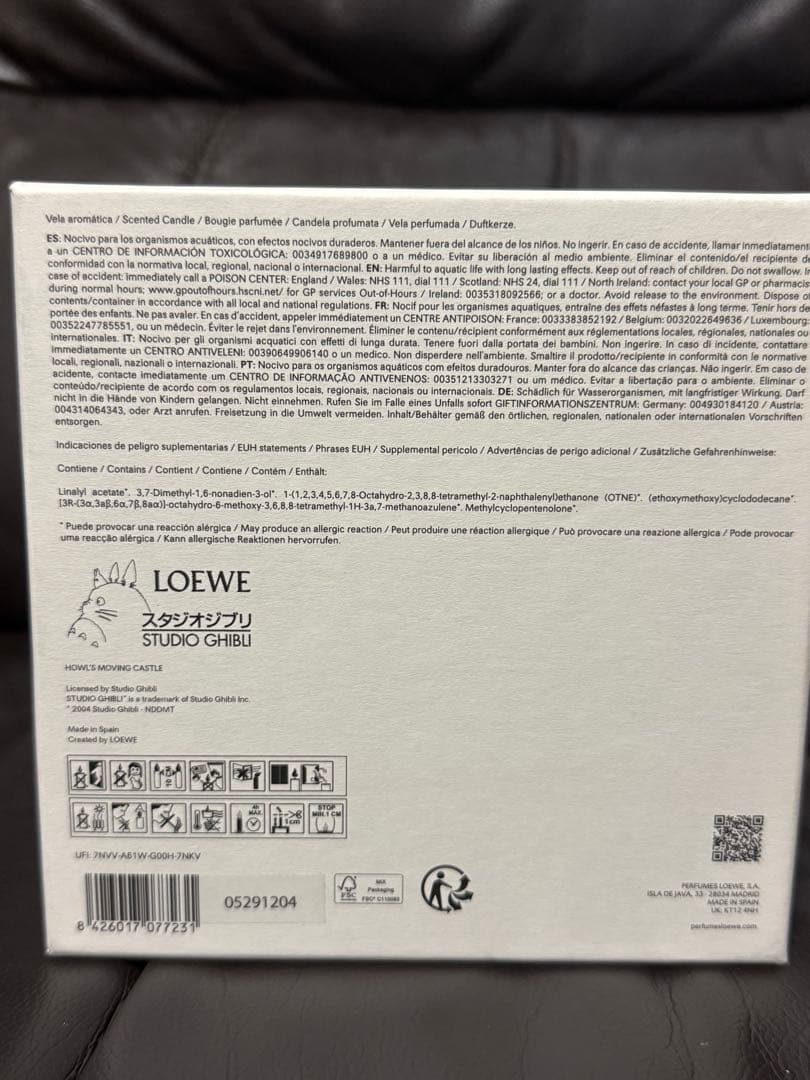 Vela aromática / Scented Candle / Bougie parfumée / Candela profumata / Vela perfumada / Duftkerze.
ES: Nocivo para los organismos acuáticos, con efectos nocivos duraderos. Mantener fuera del alcance de los niños. No ingerir. En caso de accidente, llamar inmediatament
a un CENTRO DE INFORMACIÓN TOXICOLÓGICA: 0034917689800 o a un médico. Evitar su liberación al medio ambiente. Eliminar el contenido/el recipiente de
conformidad con la normativa local, regional, nacional o internacional. EN: Harmful to aquatic life with long lasting effects. Keep out of reach of children. Do not swallow. In
case of accident: Immediately call a POISON CENTER: England / Wales: NHS 111, dial 111 / Scotland: NHS 24, dial 111 / North Ireland: contact your local GP or pharmacist
during normal hours; www.gpoutofhours.hscni.net/ for GP services Out-of-Hours / Ireland: 0035318092566; or a doctor. Avoid release to the environment. Dispose of
contents/container in accordance with all local and national regulations. FR: Nocif pour les organismes aquatiques, entraîne des effets néfastes à long terme. Tenir hors de
portée des enfants. Ne pas avaler. En cas d'accident, appeler immédiatement un CENTRE ANTIPOISON: France: 0033383852192 / Belgium: 0032022649636 / Luxembourg:
00352247785551, ou un médecin. Éviter le rejet dans l'environnement. Éliminer le contenu/récipient conformément aux réglementations locales, régionales, nationales ou
internationales. IT: Nocivo per gli organismi acquatici con effetti di lunga durata. Tenere fuori dalla portata dei bambini. Non ingerire. In caso di incidente, contattare
immediatamente un CENTRO ANTIVELENI: 00390649906140 o un medico. Non disperdere nell'ambiente. Smaltire il prodotto/recipiente in conformità con le normative
locali, regionali, nazionali o internazionali. PT: Nocivo para os organismos aquáticos com efeitos duradouros. Manter fora do alcance das crianças. Não ingerir. Em caso de
acidente, contacte imediatamente um CENTRO DE INFORMAÇÃO ANTIVENENOS: 00351213303271 ou um médico. Evitar a libertação para o ambiente. Eliminar o
conteúdo/recipiente de acordo com os regulamentos locais, regionais, nacionais ou internacionais. DE: Schädlich für Wasserorganismen, mit langfristiger Wirkung. Darf
nicht in die Hände von Kindern gelangen. Nicht einnehmen. Rufen Sie im Falle eines Unfalls sofort GIFTINFORMATIONSZENTRUM: Germany: 004930184120 / Austria:
004314064343, oder Arzt anrufen. Freisetzung in die Umwelt vermeiden. Inhalt/Behälter gemäß den örtlichen, regionalen, nationalen oder internationalen Vorschriften
entsorgen.
Indicaciones de peligro suplementarias / EUH statements / Phrases EUH / Supplemental pericolo / Advertências de perigo adicional / Zusätzliche Gefahrenhinweise:
Contiene / Contains / Contient / Contiene / Contém / Enthält:
Linalyl acetate*. 3,7-Dimethyl-1,6-nonadien-3-ol*. 1-(1,2,3,4,5,6,7,8-Octahydro-2,3,8,8-tetramethyl-2-naphthalenyl)ethanone (OTNE)*. (ethoxymethoxy)cyclododecane*.
[3R-(3α,3aβ,6α,7β,8aα)]-octahydro-6-methoxy-3,6,8,8-tetramethyl-1H-3a,7-methanoazulene*. Methylcyclopentenolone*.
* Puede provocar una reacción alérgica / May produce an allergic reaction / Peut produire une réaction allergique / Può provocare una reazione allergica / Pode provocar
uma reacção alérgica / Kann allergische Reaktionen hervorrufen.
LOEWE
スタジオジブリ
STUDIO GHIBLI
HOWL'S MOVING CASTLE
Licensed by Studio Ghibli
STUDIO GHIBLI* is a trademark of Studio Ghibli Inc.
* 2004 Studio Ghibli - NDDMT
Made in Spain
Created by LOEWE
4h MAX.
1cm
STOP
MIN.1 CM
UFI: 7NVV-A61W-G00H-7NKV
8 426017 077231
05291204
FSC
MIX
Packaging
PERFUMES LOEWE, S.A.
ISLA DE JAVA, 33· 28034 MADRID
MADE IN SPAIN
UK: KT12 4NH
perfumesloewe.com